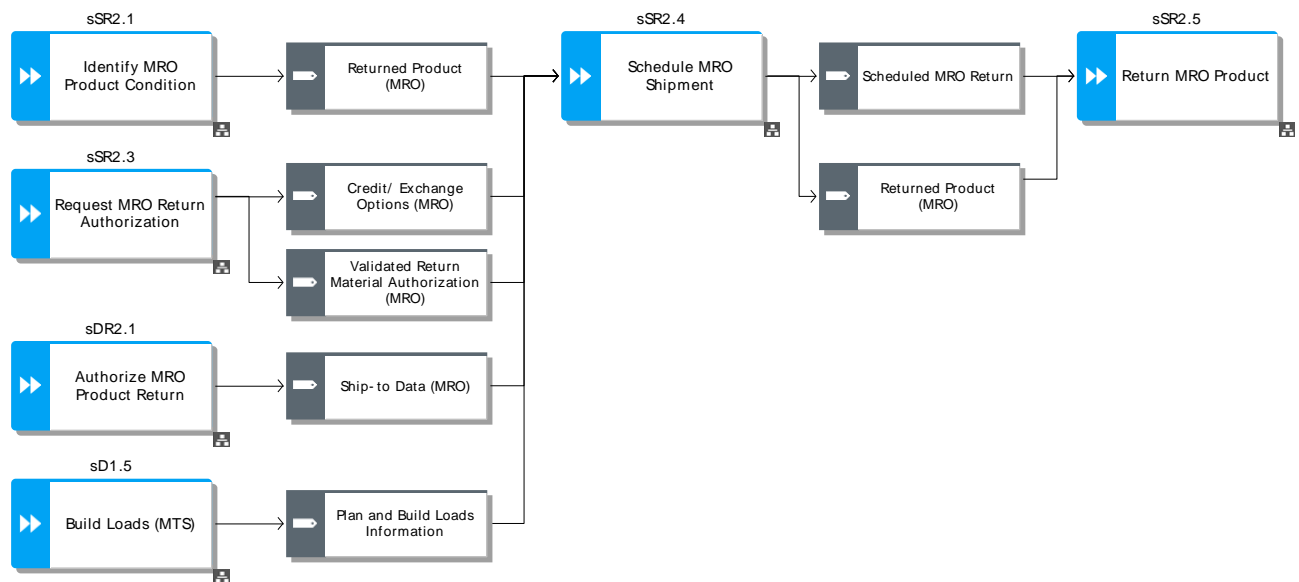 sSR2.1
Identify MRO
Product Condition
Returned Product
(MRO)
sSR2.4
Schedule MRO
Shipment
Scheduled MRO Return
sSR2.5
Return MRO Product
sSR2.3
Request MRO Return
Authorization
Credit/ Exchange
Options (MRO)
Returned Product
(MRO)
Validated Return
Material Authorization
(MRO)
sDR2.1
Authorize MRO
Product Return
Ship-to Data (MRO)
sD1.5
Build Loads (MTS)
Plan and Build Loads
Information